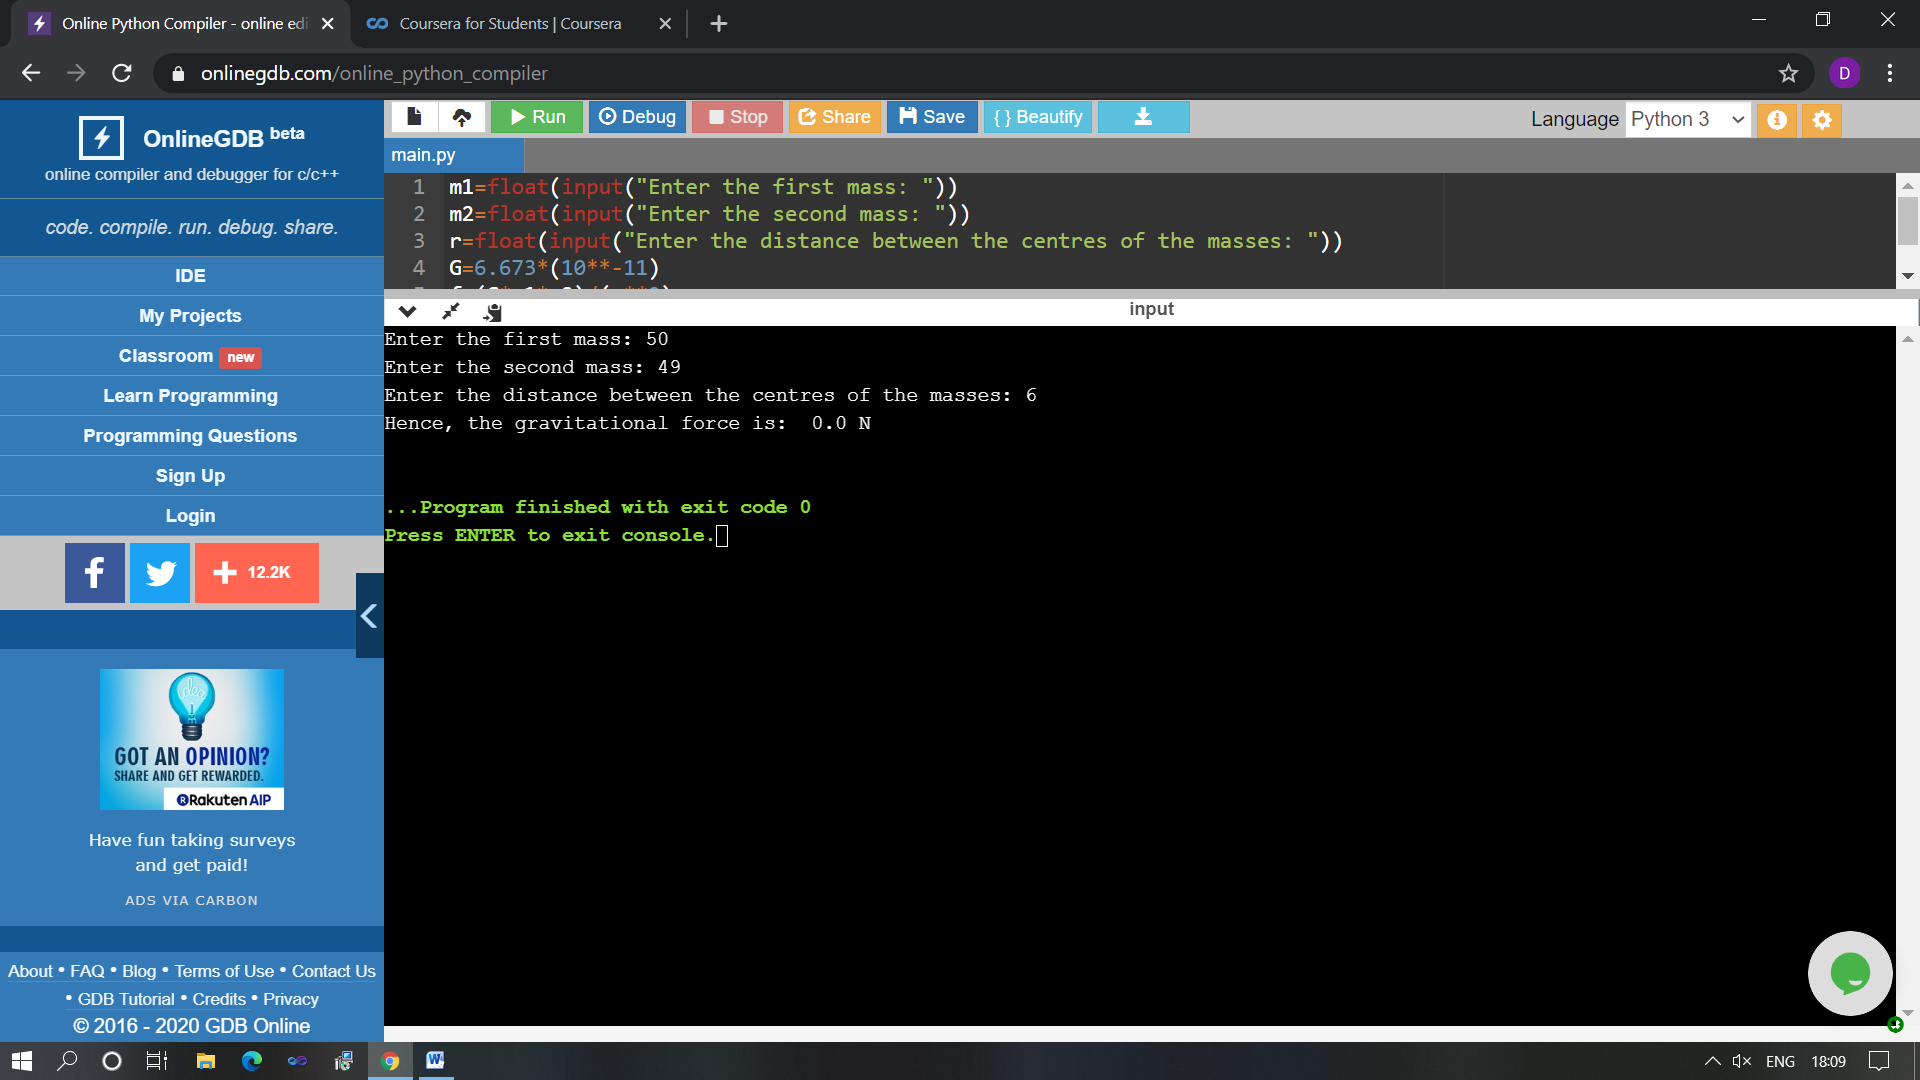 Online Python Compiler - online edi
Coursera for Students | Coursera
onlinegdb.com/online_python_compiler
D
OnlineGDB beta
online compiler and debugger for c/c++
code. compile. run. debug. share.
IDE
My Projects
Classroom new
Learn Programming
Programming Questions
Sign Up
Login
12.2K
idea
GOT AN OPINION?
SHARE AND GET REWARDED.
Rakuten AIP
Have fun taking surveys
and get paid!
ADS VIA CARBON
About • FAQ • Blog • Terms of Use • Contact Us
• GDB Tutorial • Credits • Privacy
© 2016 - 2020 GDB Online
Run Debug Stop Share Save { } Beautify
Language Python 3
main.py
1 m1=float(input("Enter the first mass: "))
2 m2=float(input("Enter the second mass: "))
3 r=float(input("Enter the distance between the centres of the masses: "))
4 G=6.673*(10**-11)
input
Enter the first mass: 50
Enter the second mass: 49
Enter the distance between the centres of the masses: 6
Hence, the gravitational force is:  0.0 N
...Program finished with exit code 0
Press ENTER to exit console.
ENG 18:09